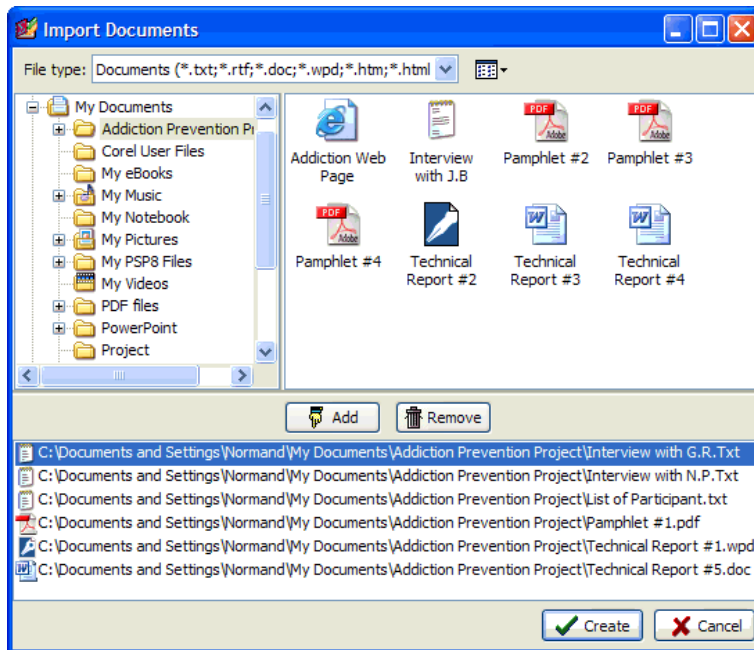 Import Documents
File type: Documents (*.txt;*.rtf;*.doc;*.wpd;*.htm;*.html
My Documents
Addiction Prevention Pr
Corel User Files
My eBooks
My Music
My Notebook
My Pictures
My PSP8 Files
My Videos
PDF files
PowerPoint
Project
Addiction Web
Page
Interview
with J.B
PDF
Adobe
Pamphlet #2
PDF
Adobe
Pamphlet #3
PDF
Adobe
Pamphlet #4
Technical
Report #2
W
Technical
Report #3
W
Technical
Report #4
Add
Remove
C:\Documents and Settings\Normand\My Documents\Addiction Prevention Project\Interview with G.R.Txt
C:\Documents and Settings\Normand\My Documents\Addiction Prevention Project\Interview with N.P.Txt
C:\Documents and Settings\Normand\My Documents\Addiction Prevention Project\List of Participant.txt
C:\Documents and Settings\Normand\My Documents\Addiction Prevention Project\Pamphlet #1.pdf
C:\Documents and Settings\Normand\My Documents\Addiction Prevention Project\Technical Report #1.wpd
C:\Documents and Settings\Normand\My Documents\Addiction Prevention Project\Technical Report #5.doc
Create
Cancel